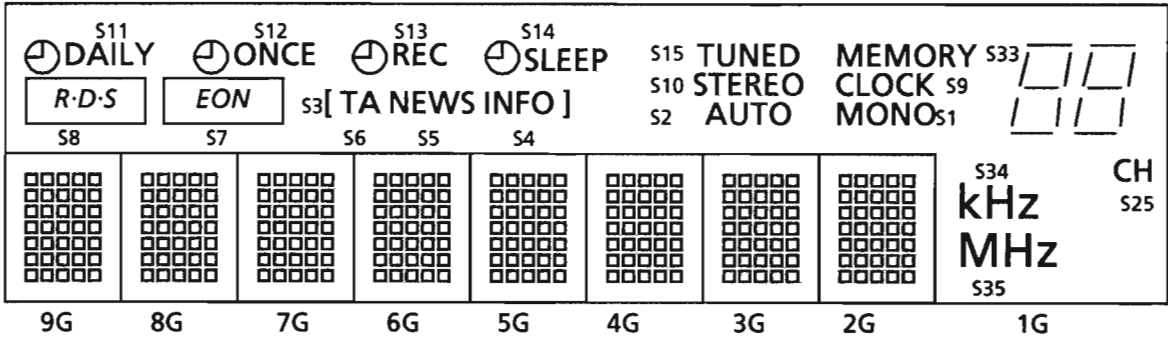 S11 S12 S13 S14
DAILY ONCE REC SLEEP S15 TUNED MEMORY S33
R·D·S EON S3[ TA NEWS INFO ] S10 STEREO CLOCK S9
S2 AUTO MONO S1
S8 S7 S6 S5 S4
S34 CH
kHz S25
MHz
S35
9G 8G 7G 6G 5G 4G 3G 2G 1G